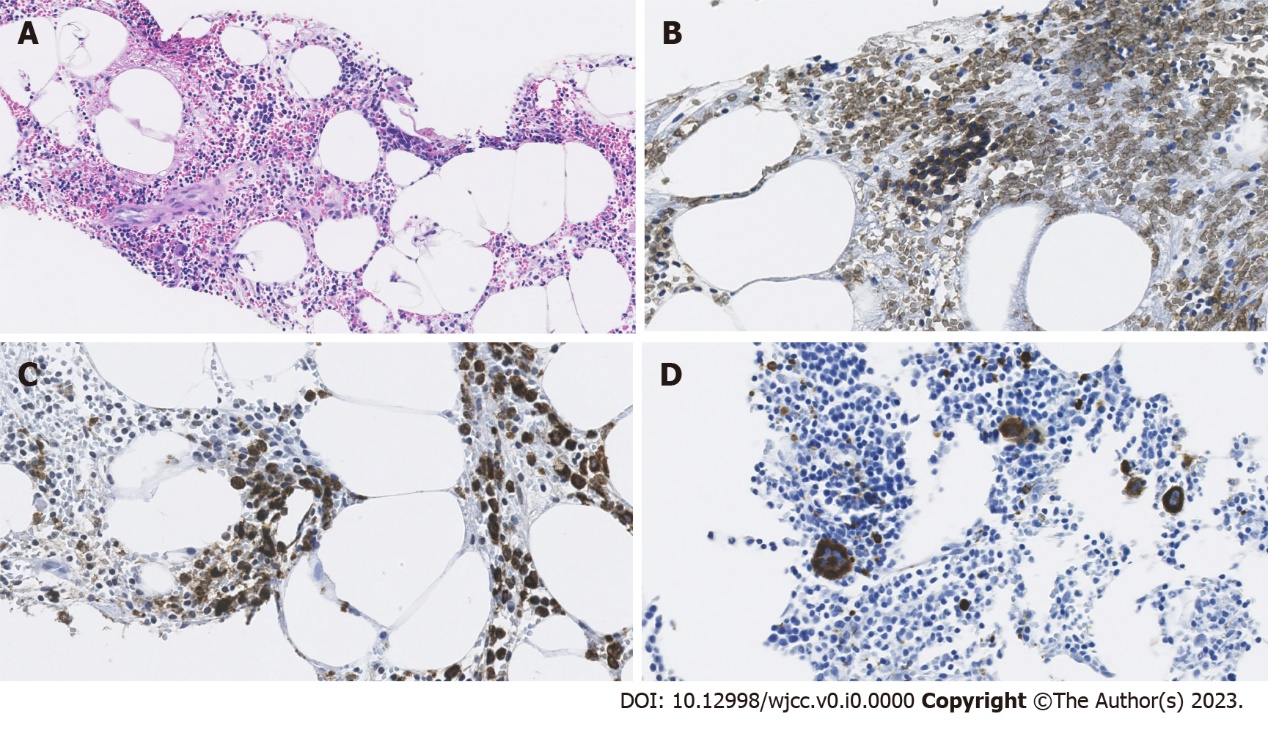 A
B
C
D
DOI: 10.12998/wjcc.v0.i0.0000 Copyright ©The Author(s) 2023.